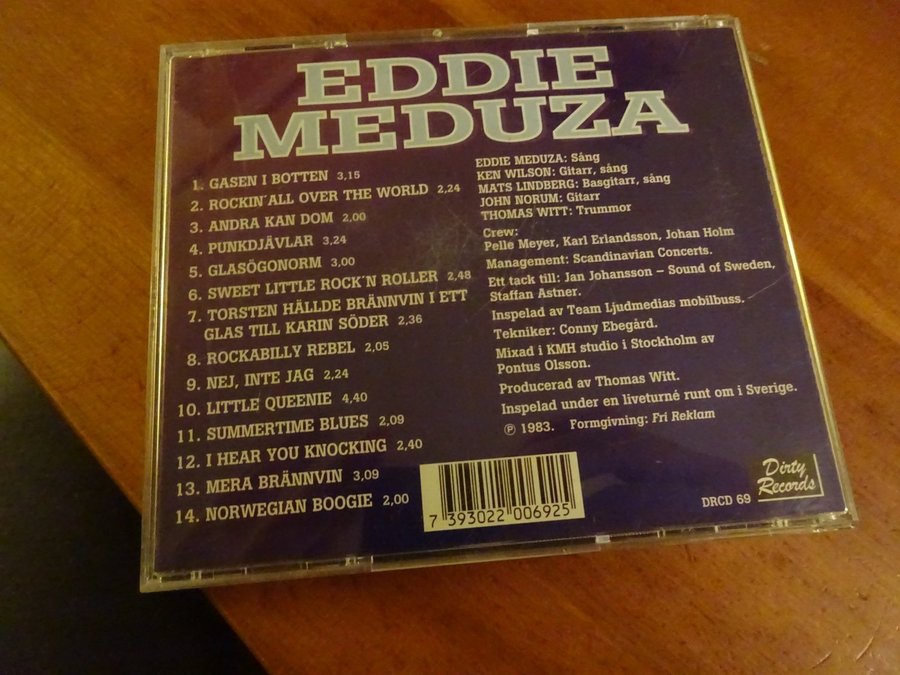 EDDIE
MEDUZA
1. GASEN I BOTTEN 3,15
2. ROCKIN´ALL OVER THE WORLD 2,24
3. ANDRA KAN DOM 2,00
4. PUNKDJÄVLAR 3,24
5. GLASÖGONORM 3,00
6. SWEET LITTLE ROCK´N ROLLER 2,48
7. TORSTEN HÄLLDE BRÄNNVIN I ETT
GLAS TILL KARIN SÖDER 2,36
8. ROCKABILLY REBEL 2,05
9. NEJ, INTE JAG 2,24
10. LITTLE QUEENIE 4,40
11. SUMMERTIME BLUES 2,09
12. I HEAR YOU KNOCKING 2,40
13. MERA BRÄNNVIN 3,09
14. NORWEGIAN BOOGIE 2,00
EDDIE MEDUZA: Sång
KEN WILSON: Gitarr, sång
MATS LINDBERG: Basgitarr, sång
JOHN NORUM: Gitarr
THOMAS WITT: Trummor
Crew:
Pelle Meyer, Karl Erlandsson, Johan Holm
Management: Scandinavian Concerts.
Ett tack till: Jan Johansson – Sound of Sweden,
Staffan Astner.
Inspelad av Team Ljudmedias mobilbuss.
Tekniker: Conny Ebegård.
Mixad i KMH studio i Stockholm av
Pontus Olsson.
Producerad av Thomas Witt.
Inspelad under en liveturné runt om i Sverige.
℗ 1983. Formgivning: Fri Reklam
7 393022 006925
DRCD 69
Dirty
Records